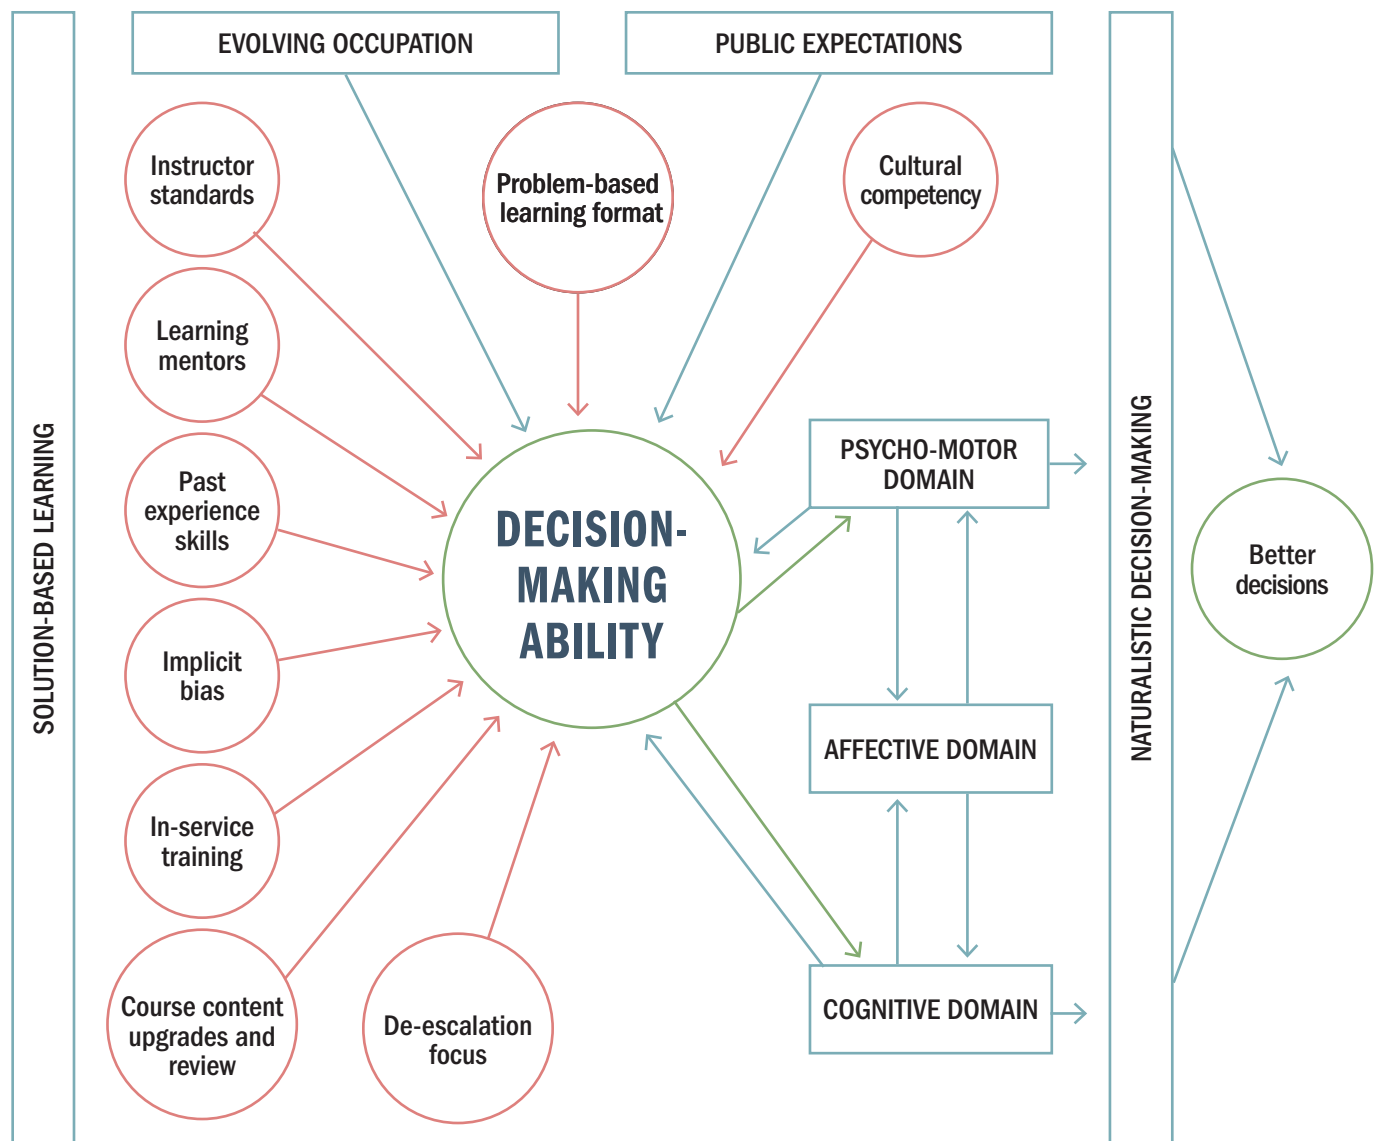 EVOLVING OCCUPATION
PUBLIC EXPECTATIONS
SOLUTION-BASED LEARNING
Instructor
standards
Problem-based
learning format
Cultural
competency
Learning
mentors
Past
experience
skills
Implicit
bias
In-service
training
Course content
upgrades and
review
De-escalation
focus
DECISION-
MAKING
ABILITY
PSYCHO-MOTOR
DOMAIN
AFFECTIVE DOMAIN
COGNITIVE DOMAIN
NATURALISTIC DECISION-MAKING
Better
decisions